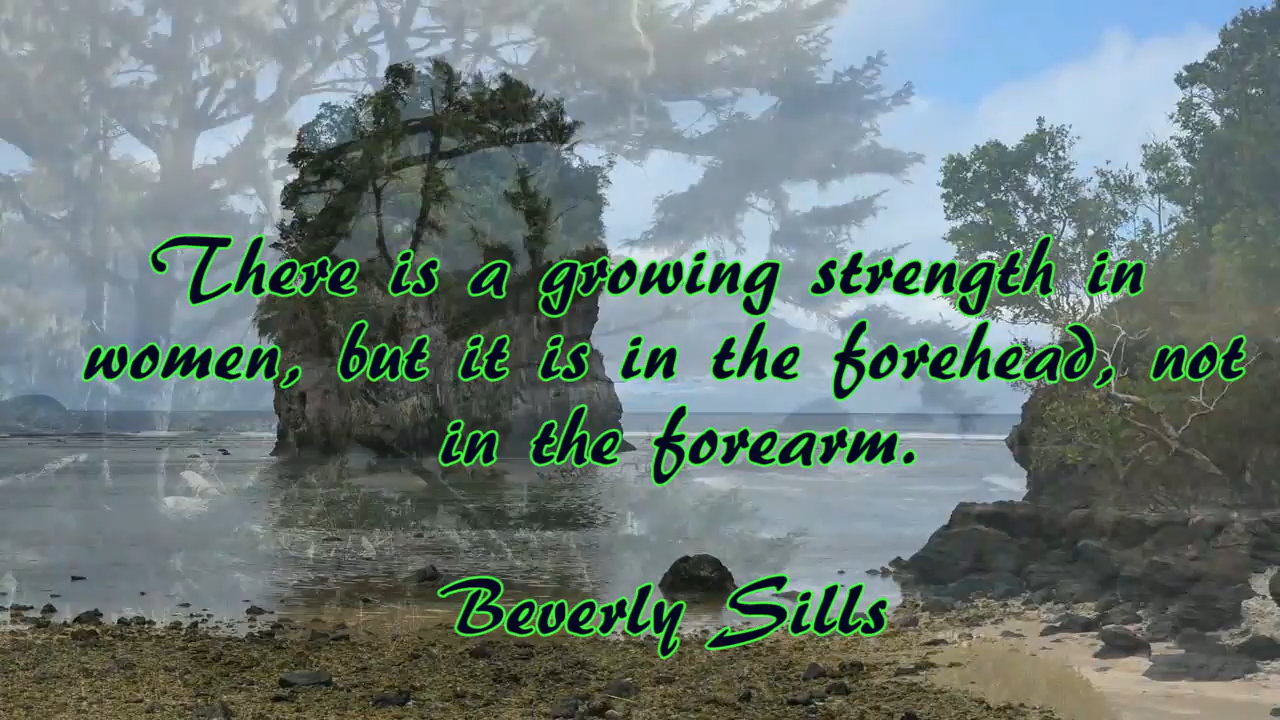 There is a growing strength in
women, but it is in the forehead, not
in the forearm.
Beverly Sills